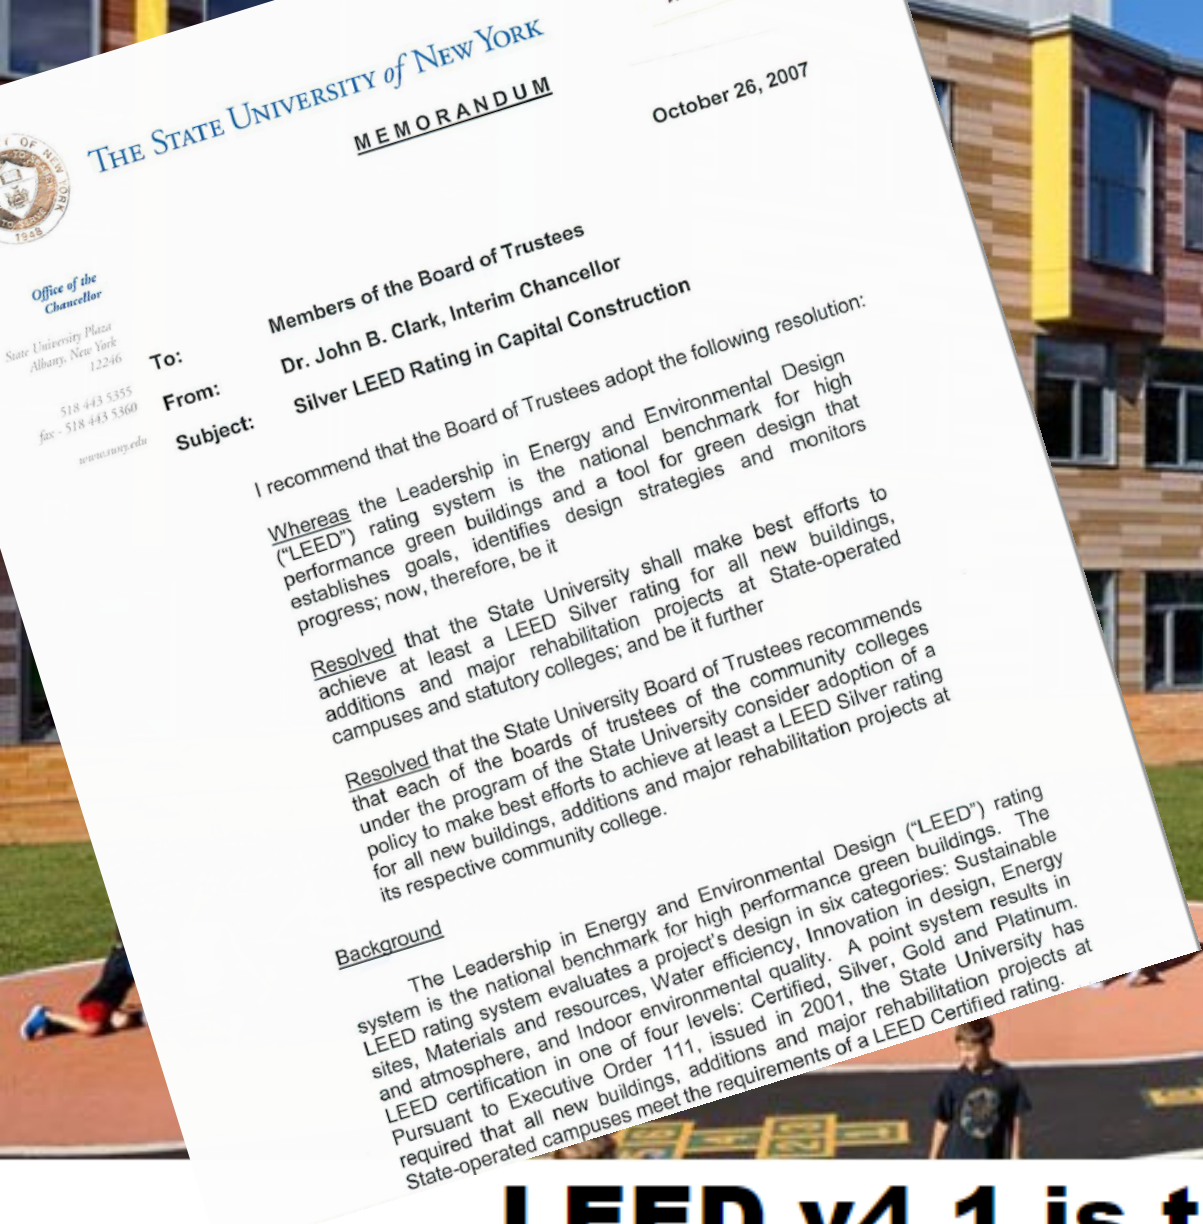 THE STATE UNIVERSITY of NEW YORK
MEMORANDUM
October 26, 2007
OF NEW YORK
1948
Office of the
Chancellor
State University Plaza
Albany, New York
12246
518 443 5355
fax - 518 443 5360
www.suny.edu
To: Members of the Board of Trustees
From: Dr. John B. Clark, Interim Chancellor
Subject: Silver LEED Rating in Capital Construction
I recommend that the Board of Trustees adopt the following resolution:
Whereas the Leadership in Energy and Environmental Design
(“LEED”) rating system is the national benchmark for high
performance green buildings and a tool for green design that
establishes goals, identifies design strategies and monitors
progress; now, therefore, be it
Resolved that the State University shall make best efforts to
achieve at least a LEED Silver rating for all new buildings,
additions and major rehabilitation projects at State-operated
campuses and statutory colleges; and be it further
Resolved that the State University Board of Trustees recommends
that each of the boards of trustees of the community colleges
under the program of the State University consider adoption of a
policy to make best efforts to achieve at least a LEED Silver rating
for all new buildings, additions and major rehabilitation projects at
its respective community college.
Background
The Leadership in Energy and Environmental Design (“LEED”) rating
system is the national benchmark for high performance green buildings. The
LEED rating system evaluates a project's design in six categories: Sustainable
sites, Materials and resources, Water efficiency, Innovation in design, Energy
and atmosphere, and Indoor environmental quality. A point system results in
LEED certification in one of four levels: Certified, Silver, Gold and Platinum.
Pursuant to Executive Order 111, issued in 2001, the State University has
required that all new buildings, additions and major rehabilitation projects at
State-operated campuses meet the requirements of a LEED Certified rating.
LEED v4.1 is t